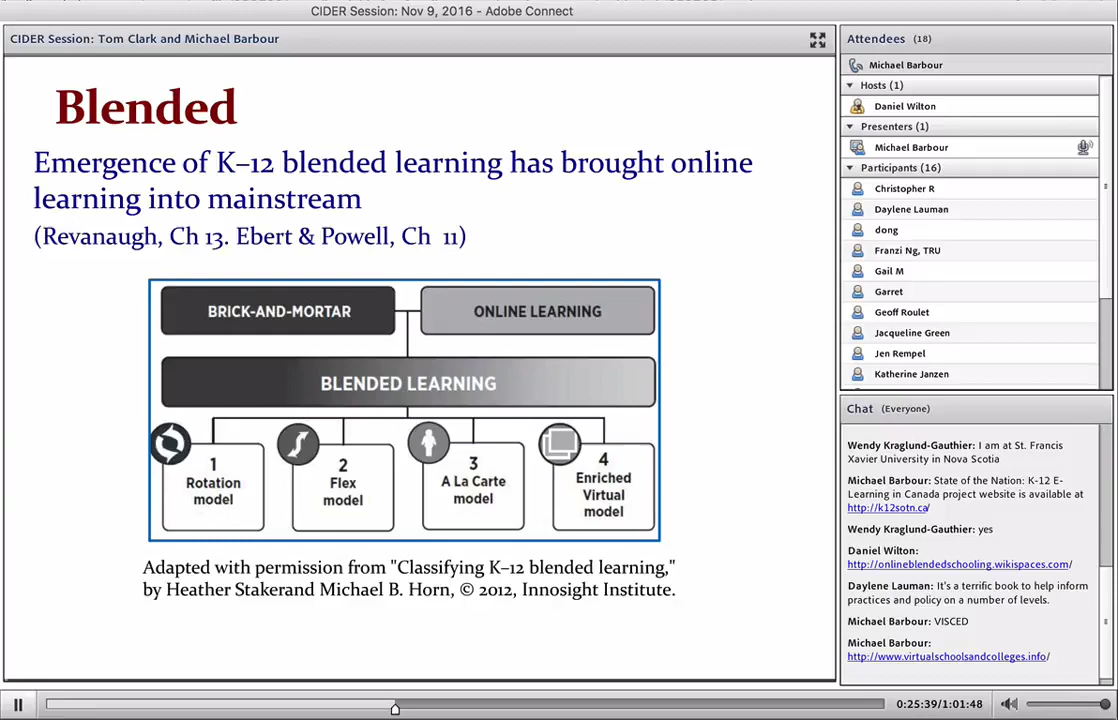 CIDER Session: Nov 9, 2016 - Adobe Connect
CIDER Session: Tom Clark and Michael Barbour
Blended
Emergence of K–12 blended learning has brought online
learning into mainstream
(Revanaugh, Ch 13. Ebert & Powell, Ch 11)
BRICK-AND-MORTAR
ONLINE LEARNING
BLENDED LEARNING
1
Rotation
model
2
Flex
model
3
A La Carte
model
4
Enriched
Virtual
model
Adapted with permission from "Classifying K–12 blended learning,"
by Heather Stakerand Michael B. Horn, © 2012, Innosight Institute.
Attendees (18)
Michael Barbour
Hosts (1)
Daniel Wilton
Presenters (1)
Michael Barbour
Participants (16)
Christopher R
Daylene Lauman
dong
Franzi Ng, TRU
Gail M
Garret
Geoff Roulet
Jacqueline Green
Jen Rempel
Katherine Janzen
Chat (Everyone)
Wendy Kraglund-Gauthier: I am at St. Francis
Xavier University in Nova Scotia
Michael Barbour: State of the Nation: K-12 E-
Learning in Canada project website is available at
http://k12sotn.ca/
Wendy Kraglund-Gauthier: yes
Daniel Wilton:
http://onlineblendedschooling.wikispaces.com/
Daylene Lauman: It's a terrific book to help inform
practices and policy on a number of levels.
Michael Barbour: VISCED
Michael Barbour:
http://www.virtualschoolsandcolleges.info/
0:25:39/1:01:48